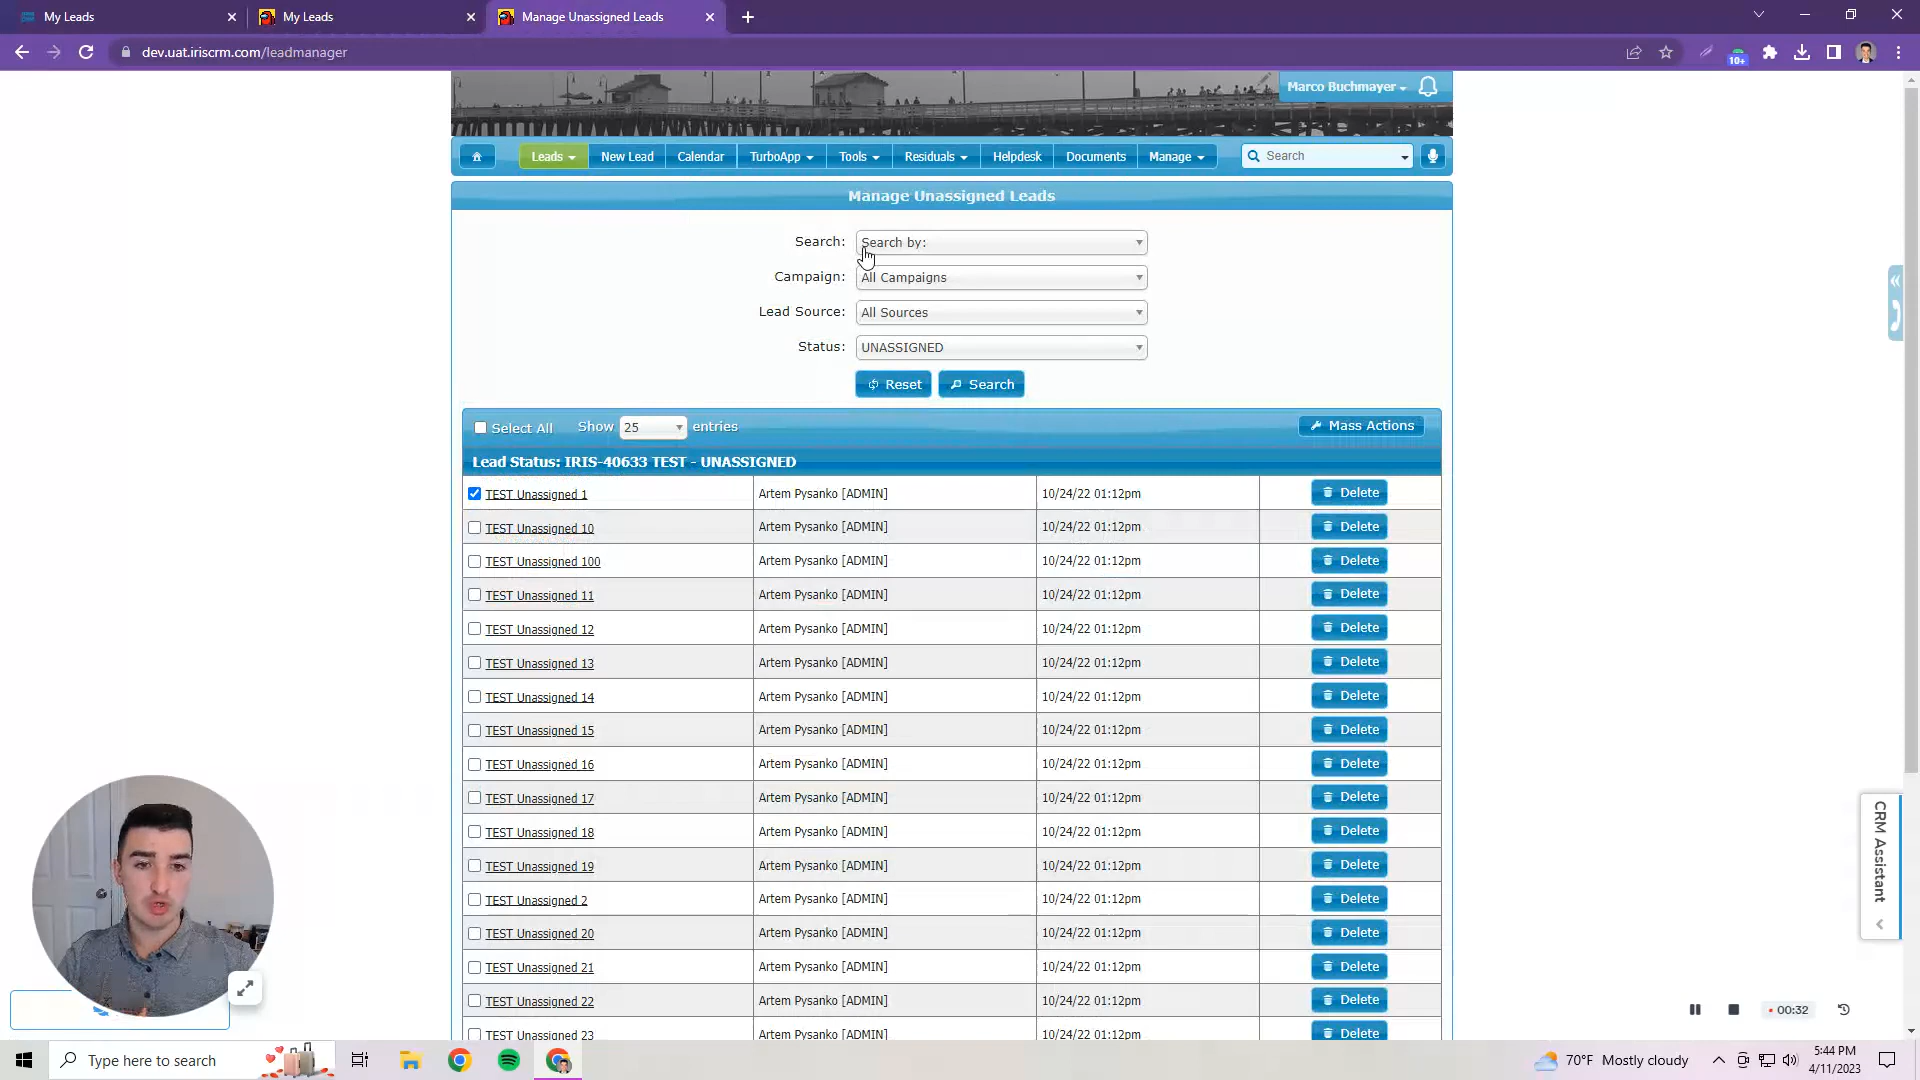 My Leads
My Leads
Manage Unassigned Leads
dev.uat.iriscrm.com/leadmanager
10+
Marco Buchmayer
Leads
New Lead
Calendar
TurboApp
Tools
Residuals
Helpdesk
Documents
Manage
Search
Manage Unassigned Leads
Search: Search by:
Campaign: All Campaigns
Lead Source: All Sources
Status: UNASSIGNED
Reset Search
Select All Show 25 entries Mass Actions
Lead Status: IRIS-40633 TEST - UNASSIGNED
TEST Unassigned 1 Artem Pysanko [ADMIN] 10/24/22 01:12pm Delete
TEST Unassigned 10 Artem Pysanko [ADMIN] 10/24/22 01:12pm Delete
TEST Unassigned 100 Artem Pysanko [ADMIN] 10/24/22 01:12pm Delete
TEST Unassigned 11 Artem Pysanko [ADMIN] 10/24/22 01:12pm Delete
TEST Unassigned 12 Artem Pysanko [ADMIN] 10/24/22 01:12pm Delete
TEST Unassigned 13 Artem Pysanko [ADMIN] 10/24/22 01:12pm Delete
TEST Unassigned 14 Artem Pysanko [ADMIN] 10/24/22 01:12pm Delete
TEST Unassigned 15 Artem Pysanko [ADMIN] 10/24/22 01:12pm Delete
TEST Unassigned 16 Artem Pysanko [ADMIN] 10/24/22 01:12pm Delete
TEST Unassigned 17 Artem Pysanko [ADMIN] 10/24/22 01:12pm Delete
TEST Unassigned 18 Artem Pysanko [ADMIN] 10/24/22 01:12pm Delete
TEST Unassigned 19 Artem Pysanko [ADMIN] 10/24/22 01:12pm Delete
TEST Unassigned 2 Artem Pysanko [ADMIN] 10/24/22 01:12pm Delete
TEST Unassigned 20 Artem Pysanko [ADMIN] 10/24/22 01:12pm Delete
TEST Unassigned 21 Artem Pysanko [ADMIN] 10/24/22 01:12pm Delete
TEST Unassigned 22 Artem Pysanko [ADMIN] 10/24/22 01:12pm Delete
TEST Unassigned 23 Artem Pysanko [ADMIN] 10/24/22 01:12pm Delete
CRM Assistant
00:32
Type here to search
70°F Mostly cloudy
5:44 PM
4/11/2023